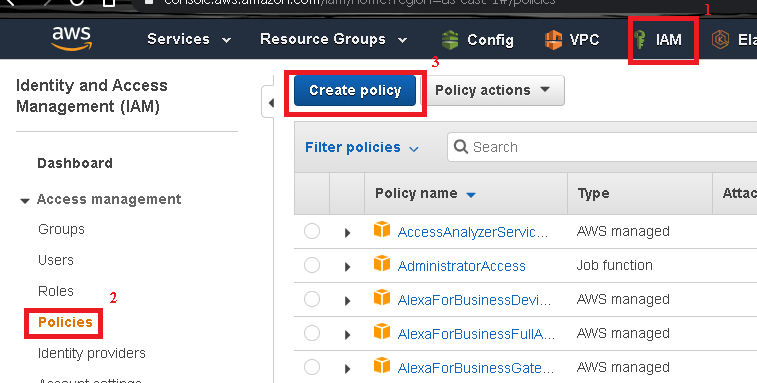 console.aws.amazon.com/iam/home?region=us-east-1#/policies
1
aws Services Resource Groups Config VPC IAM Ela
3
Identity and Access
Management (IAM)
Create policy Policy actions
Filter policies Search
Dashboard
Policy name Type Attac
Access management
Groups
AccessAnalyzerServic... AWS managed
Users
AdministratorAccess Job function
Roles
2
AlexaForBusinessDevi... AWS managed
Policies
AlexaForBusinessFullA... AWS managed
Identity providers
AlexaForBusinessGate... AWS managed
Account settings